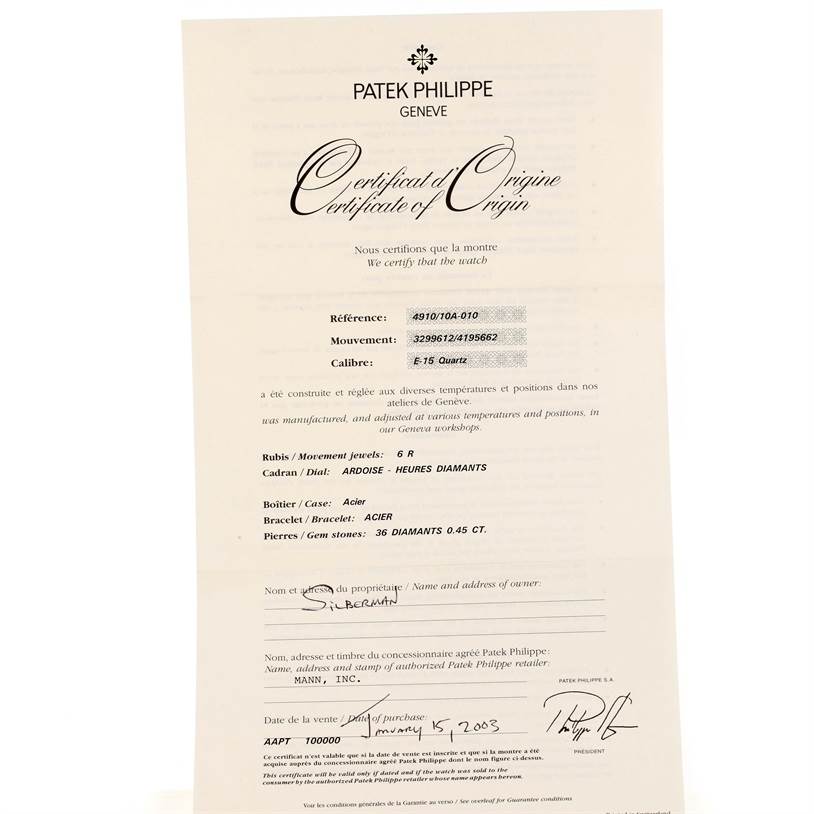 PATEK PHILIPPE
GENEVE
Certificat d'Origine
Certificate of Origin
Nous certifions que la montre
We certify that the watch
Référence: 4910/10A-010
Mouvement: 3299612/4195662
Calibre: E-15 Quartz
a été construite et réglée aux diverses températures et positions dans nos
ateliers de Genève.
was manufactured, and adjusted at various temperatures and positions, in
our Geneva workshops.
Rubis / Movement jewels: 6 R
Cadran / Dial: ARDOISE - HEURES DIAMANTS
Boîtier / Case: Acier
Bracelet / Bracelet: ACIER
Pierres / Gem stones: 36 DIAMANTS 0.45 CT.
Nom et adresse du propriétaire / Name and address of owner:
SILBERMAN
Nom, adresse et timbre du concessionnaire agréé Patek Philippe:
Name, address and stamp of authorized Patek Philippe retailer:
MANN, INC.
PATEK PHILIPPE S.A.
Date de la vente / Date of purchase: January 15, 2003
AAPT 100000
PRESIDENT
Ce certificat n'est valable que si la date de vente est inscrite et que si la montre a été
acquise auprès du concessionnaire agréé Patek Philippe dont le nom figure ci-dessus.
This certificate will be valid only if dated and if the watch was sold to the
consumer by the authorized Patek Philippe retailer whose name appears hereon.
Voir les conditions générales de la Garantie au verso / See overleaf for Guarantee conditions